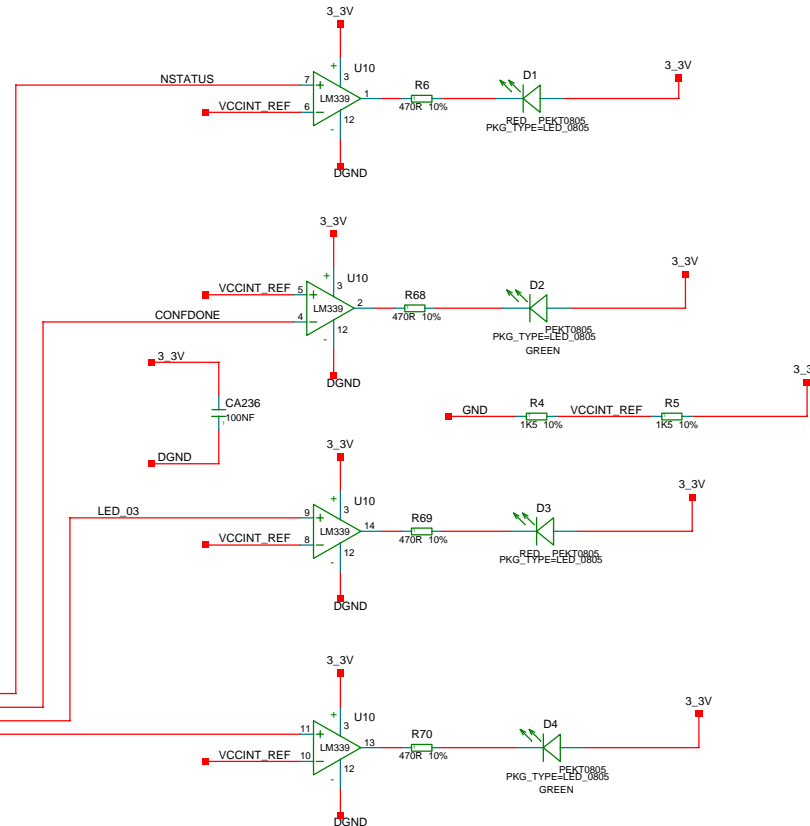 3_3V
U10
+
3
7
+
NSTATUS
LM339
1
VCCINT_REF
6
12
-
DGND
R6
470R 10%
D1
RED PEKT0805
PKG_TYPE=LED_0805
3_3V
3_3V
U10
+
3
VCCINT_REF
5
+
LM339
2
CONFDONE
4
12
-
DGND
R68
470R 10%
D2
PEKT0805
PKG_TYPE=LED_0805
GREEN
3_3V
3_3V
CA236
100NF
1
DGND
GND
R4
1K5 10%
VCCINT_REF
R5
1K5 10%
3_3V
U10
+
3
LED_03
9
+
LM339
14
VCCINT_REF
8
12
-
DGND
R69
470R 10%
D3
RED PEKT0805
PKG_TYPE=LED_0805
3_3V
3_3V
U10
+
3
11
+
LM339
13
VCCINT_REF
10
12
-
DGND
R70
470R 10%
D4
PEKT0805
PKG_TYPE=LED_0805
GREEN
3_3V